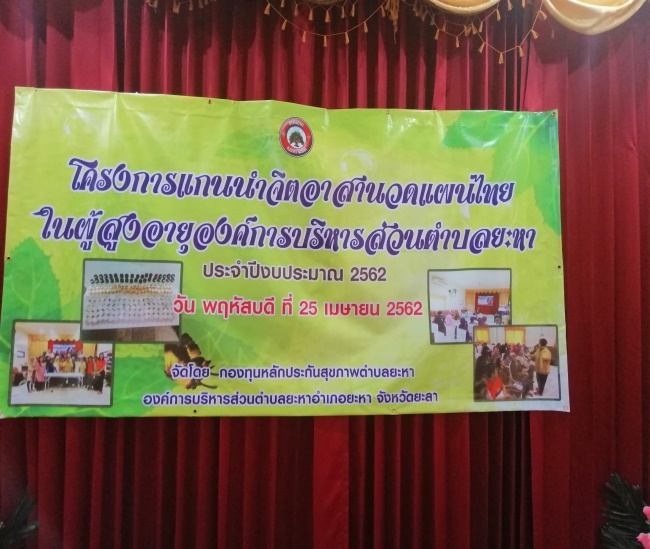 โครงการแกนนำจิตอาสานวดแผนไทย
ในผู้สูงอายุองค์การบริหารส่วนตำบลยะหา
ประจำปีงบประมาณ 2562
วัน พฤหัสบดี ที่ 25 เมษายน 2562
จัดโดย กองทุนหลักประกันสุขภาพตำบลยะหา
องค์การบริหารส่วนตำบลยะหาอำเภอยะหา จังหวัดยะลา